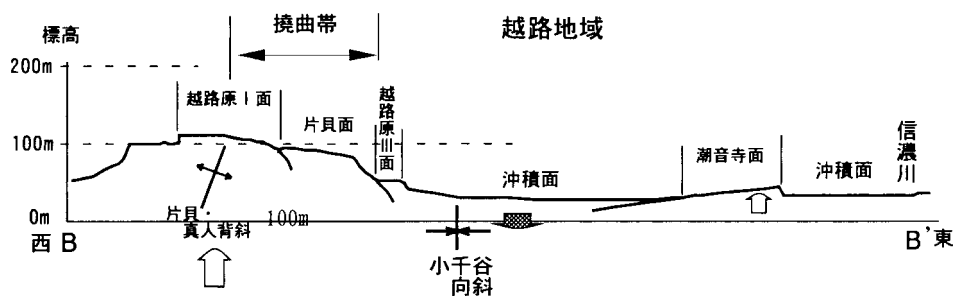 撓曲帯
越路地域
標高
200m
越路原Ⅰ面
片貝面
越路原Ⅲ面
100m
潮音寺面
信濃川
沖積面
沖積面
0m
片貝・
真人背斜
100m
西 B
B' 東
小千谷
向斜